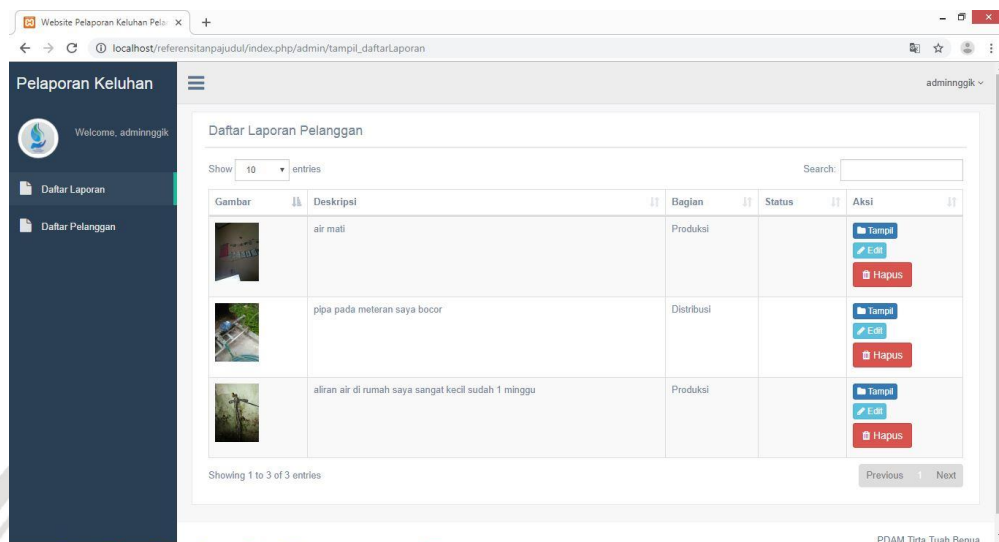 Website Pelaporan Keluhan Pela
localhost/referensitanpajudul/index.php/admin/tampil_daftarLaporan
Pelaporan Keluhan
adminnggik
Welcome, adminnggik
Daftar Laporan
Daftar Pelanggan
Daftar Laporan Pelanggan
Show 10 entries
Search:
Gambar Deskripsi Bagian Status Aksi
air mati Produksi Tampil
Edit
Hapus
pipa pada meteran saya bocor Distribusi Tampil
Edit
Hapus
aliran air di rumah saya sangat kecil sudah 1 minggu Produksi Tampil
Edit
Hapus
Showing 1 to 3 of 3 entries
Previous 1 Next
PDAM Tirta Tuah Benua